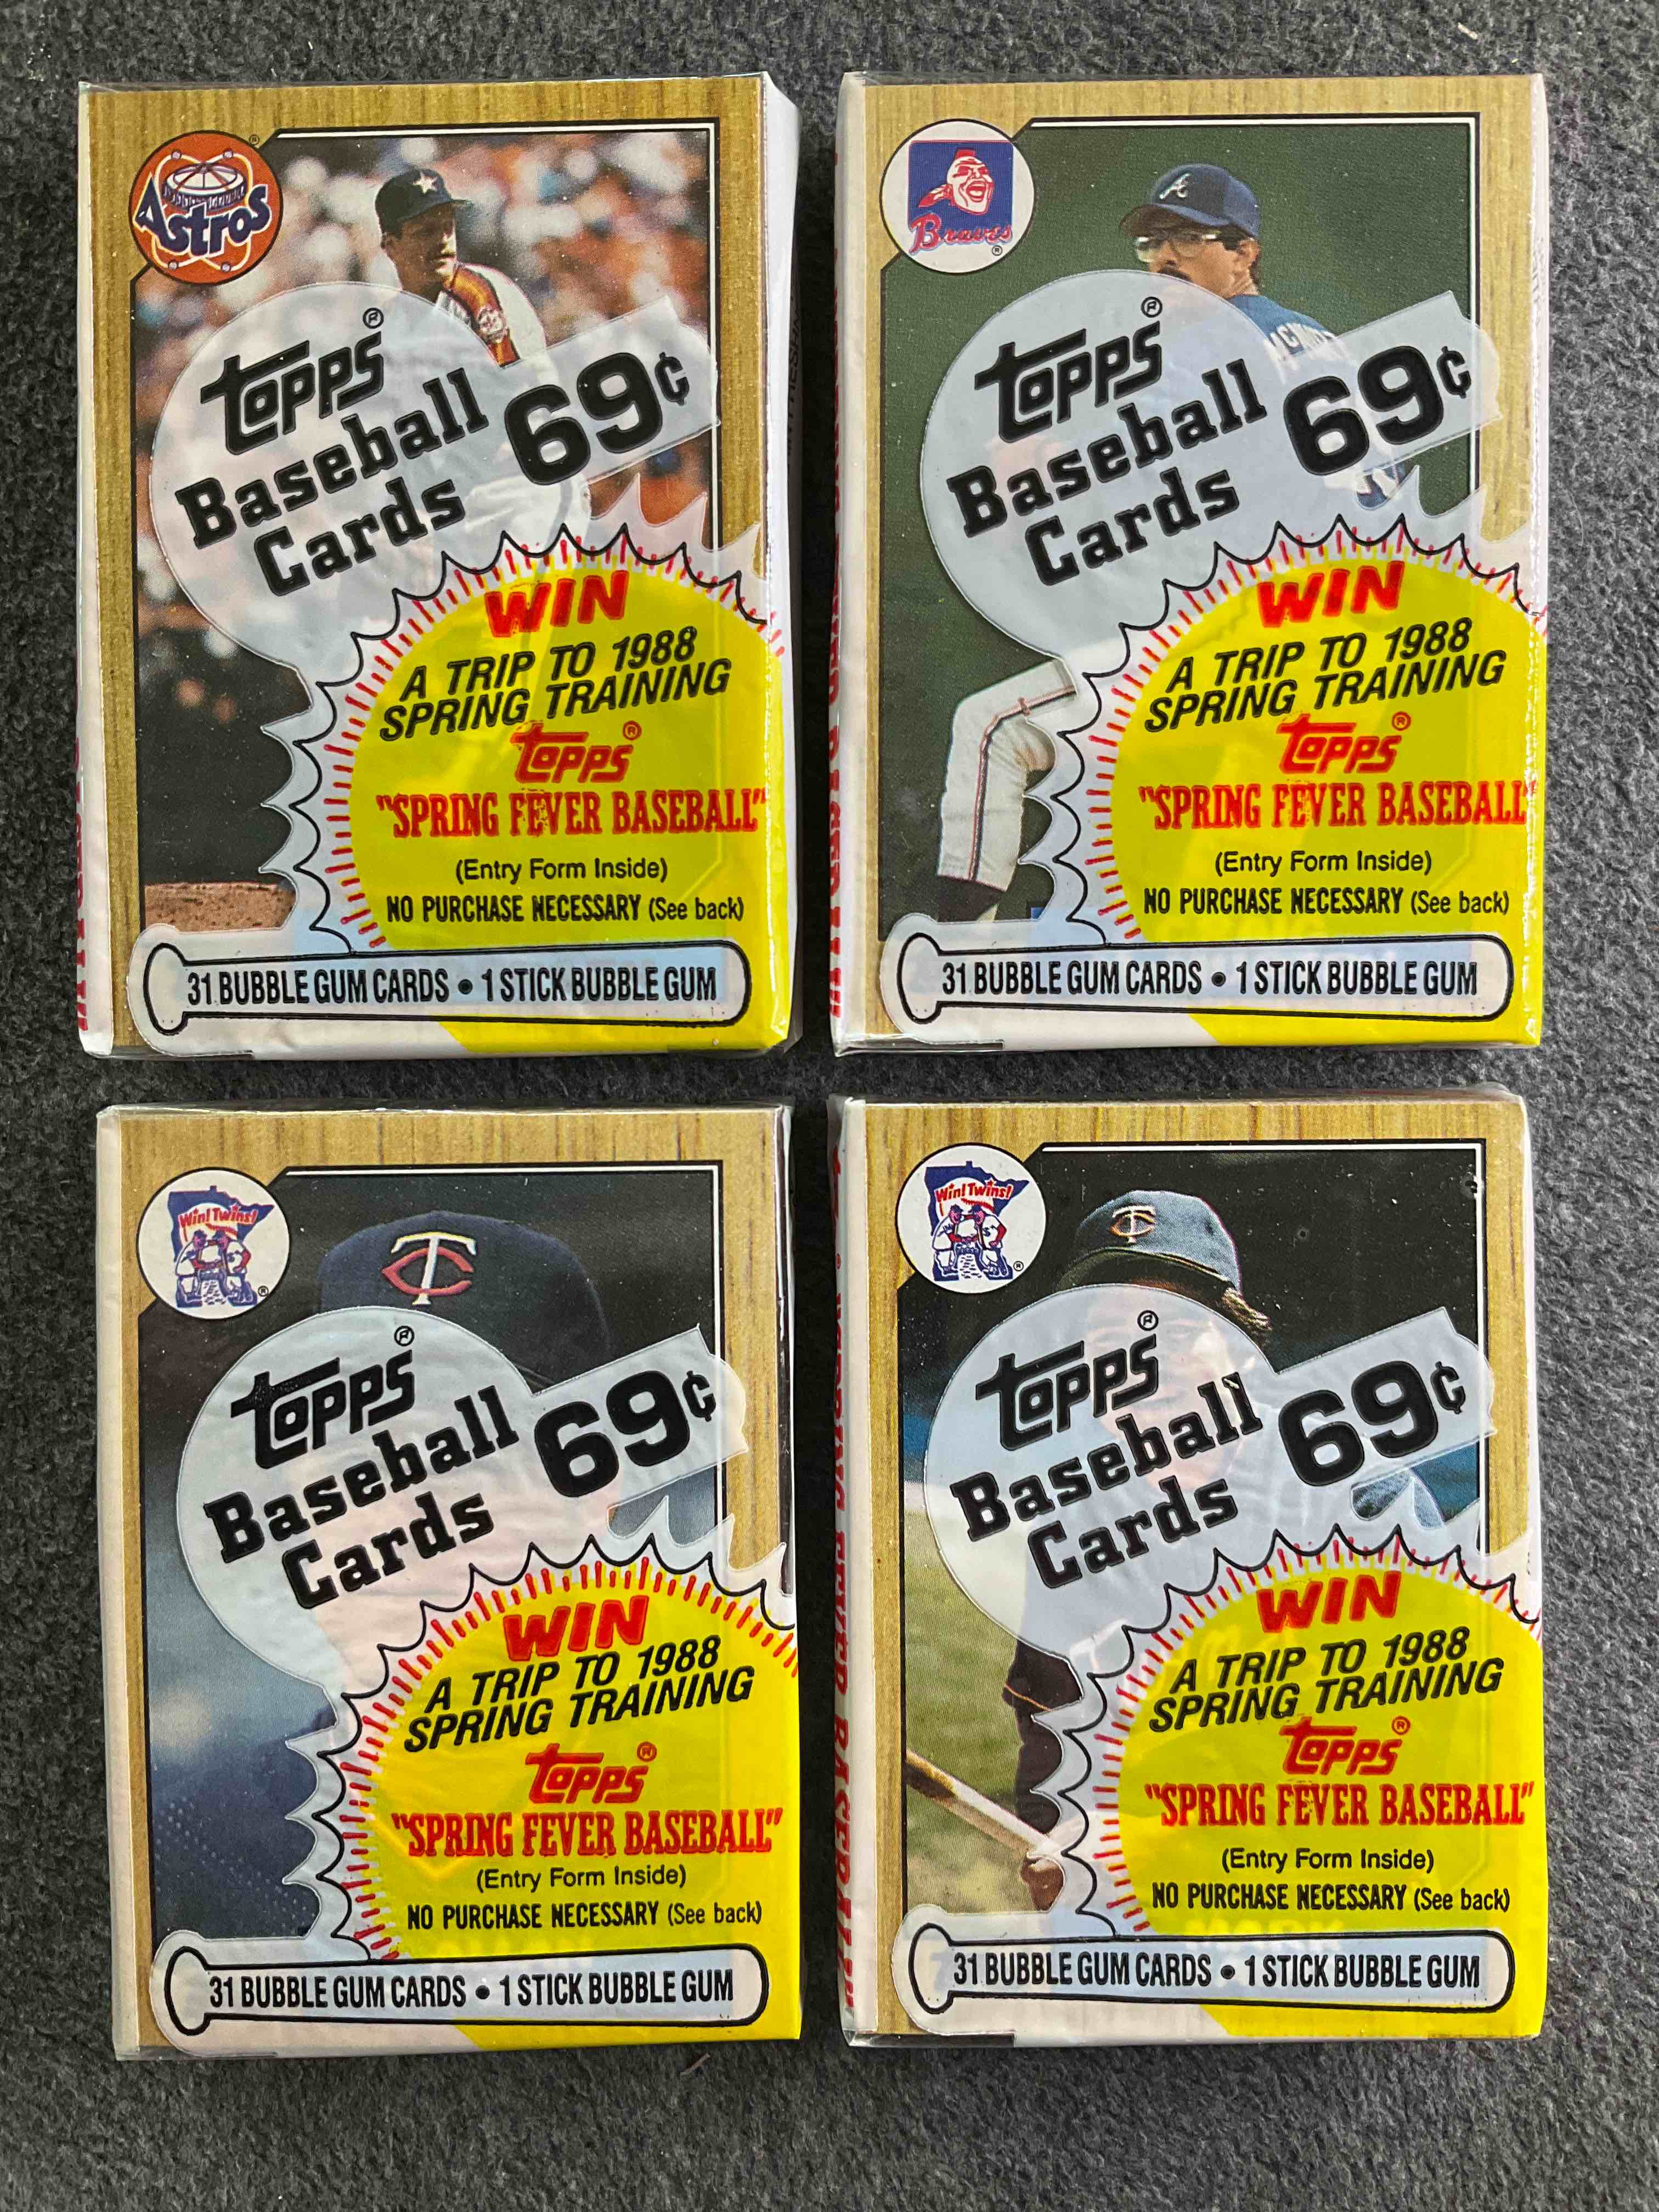 Astros
Topps®
Baseball
Cards
69¢
WIN
A TRIP TO 1988
SPRING TRAINING
Topps®
"SPRING FEVER BASEBALL"
(Entry Form Inside)
NO PURCHASE NECESSARY (See back)
31 BUBBLE GUM CARDS • 1 STICK BUBBLE GUM
Braves
A
Topps®
Baseball
Cards
69¢
WIN
A TRIP TO 1988
SPRING TRAINING
Topps®
"SPRING FEVER BASEBALL"
(Entry Form Inside)
NO PURCHASE NECESSARY (See back)
31 BUBBLE GUM CARDS • 1 STICK BUBBLE GUM
Win! Twins!
TC
Topps®
Baseball
Cards
69¢
WIN
A TRIP TO 1988
SPRING TRAINING
Topps®
"SPRING FEVER BASEBALL"
(Entry Form Inside)
NO PURCHASE NECESSARY (See back)
31 BUBBLE GUM CARDS • 1 STICK BUBBLE GUM
Win! Twins!
TC
Topps®
Baseball
Cards
69¢
WIN
A TRIP TO 1988
SPRING TRAINING
Topps®
"SPRING FEVER BASEBALL"
(Entry Form Inside)
NO PURCHASE NECESSARY (See back)
31 BUBBLE GUM CARDS • 1 STICK BUBBLE GUM